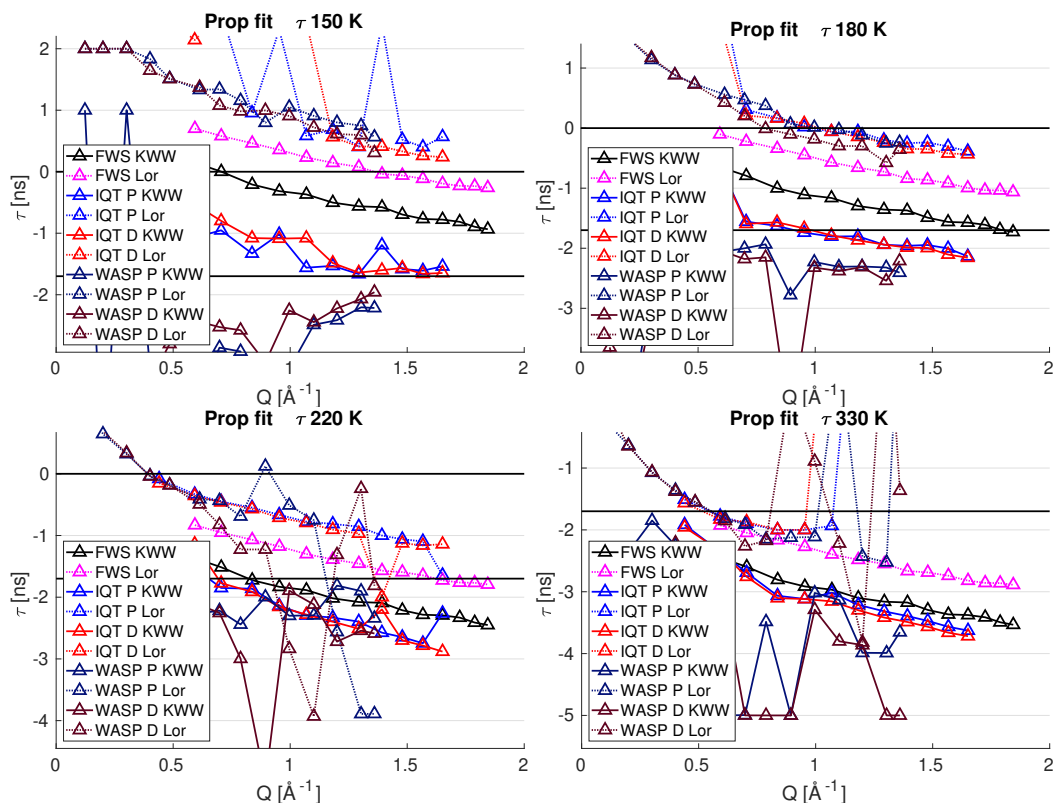 Prop fit τ 150 K
2
1
0
-1
-2
τ [ns]
FWS KWW
FWS Lor
IQT P KWW
IQT P Lor
IQT D KWW
IQT D Lor
WASP P KWW
WASP P Lor
WASP D KWW
WASP D Lor
0 0.5 1 1.5 2
Q [Å⁻¹]
Prop fit τ 180 K
1
0
-1
-2
-3
τ [ns]
FWS KWW
FWS Lor
IQT P KWW
IQT P Lor
IQT D KWW
IQT D Lor
WASP P KWW
WASP P Lor
WASP D KWW
WASP D Lor
0 0.5 1 1.5 2
Q [Å⁻¹]
Prop fit τ 220 K
0
-1
-2
-3
-4
τ [ns]
FWS KWW
FWS Lor
IQT P KWW
IQT P Lor
IQT D KWW
IQT D Lor
WASP P KWW
WASP P Lor
WASP D KWW
WASP D Lor
0 0.5 1 1.5 2
Q [Å⁻¹]
Prop fit τ 330 K
-1
-2
-3
-4
-5
τ [ns]
FWS KWW
FWS Lor
IQT P KWW
IQT P Lor
IQT D KWW
IQT D Lor
WASP P KWW
WASP P Lor
WASP D KWW
WASP D Lor
0 0.5 1 1.5 2
Q [Å⁻¹]